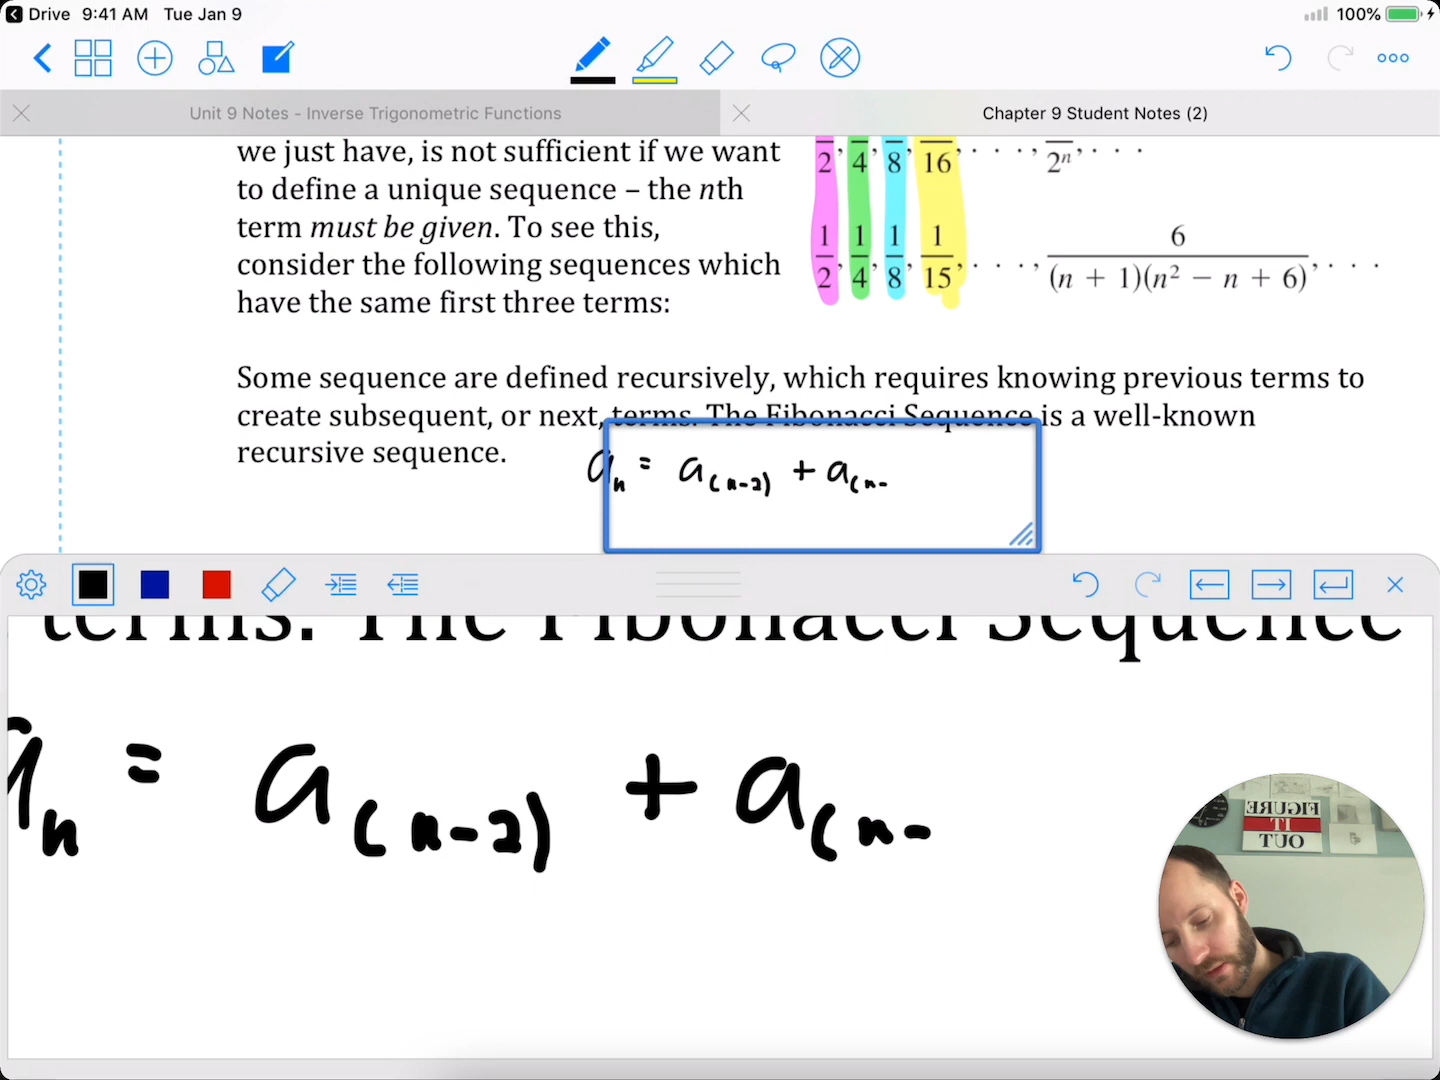 Drive 9:41 AM Tue Jan 9
100%
Unit 9 Notes - Inverse Trigonometric Functions
Chapter 9 Student Notes (2)
we just have, is not sufficient if we want
to define a unique sequence – the nth
term must be given. To see this,
consider the following sequences which
have the same first three terms:
2, 4, 8, 16, . . . , 2ⁿ, . . .
1/2, 1/4, 1/8, 1/15, . . . , 6/((n + 1)(n² − n + 6)), . . .
Some sequence are defined recursively, which requires knowing previous terms to
create subsequent, or next, terms. The Fibonacci Sequence is a well-known
recursive sequence.
aₙ = a₍ₙ₋₂₎ + a₍ₙ₋
terms. The Fibonacci Sequence
aₙ = a₍ₙ₋₂₎ + a₍ₙ₋
FIGURE
IT
OUT